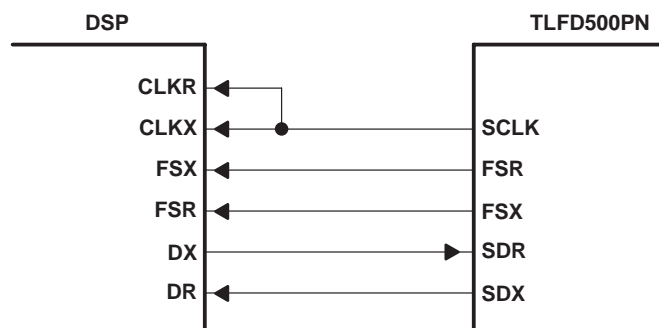 DSP TLFD500PN
CLKR
CLKX SCLK
FSX FSR
FSR FSX
DX SDR
DR SDX